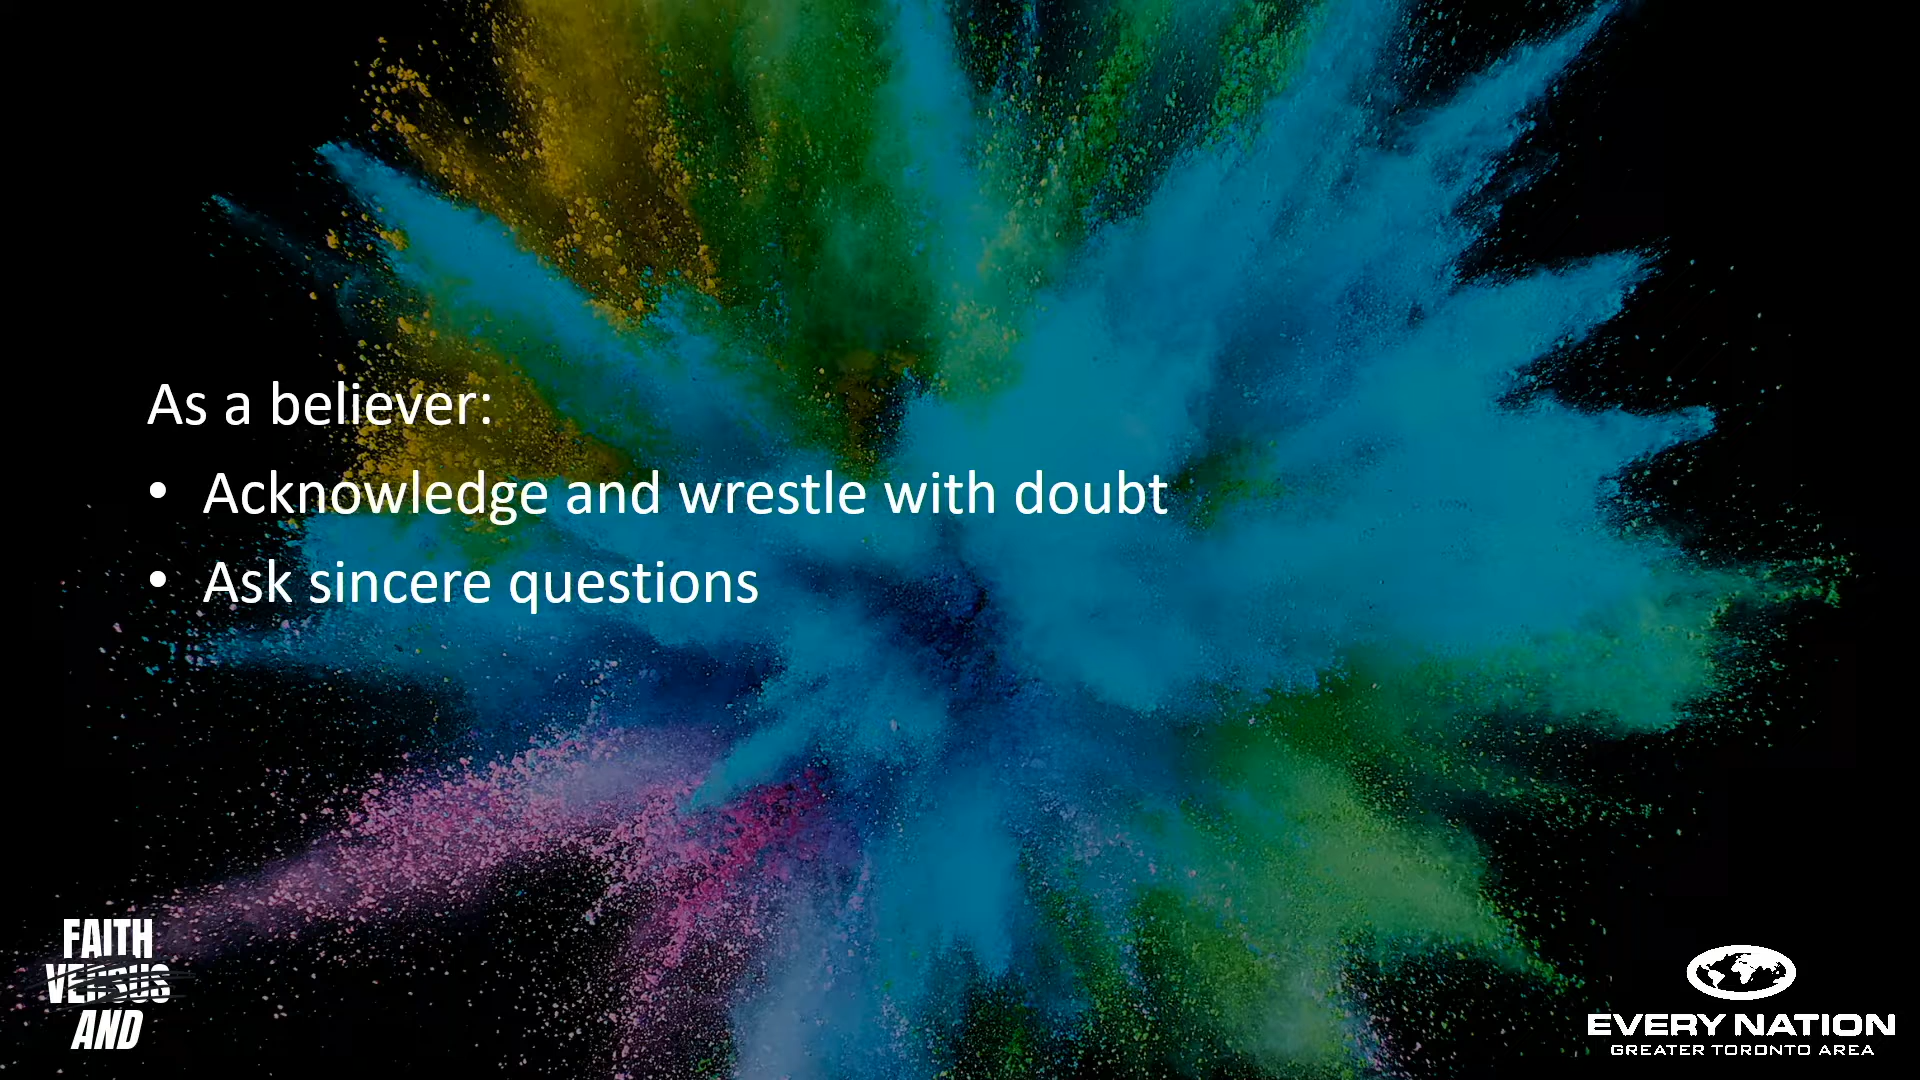 As a believer:
• Acknowledge and wrestle with doubt
• Ask sincere questions
FAITH
VERSUS
AND
EVERY NATION
GREATER TORONTO AREA